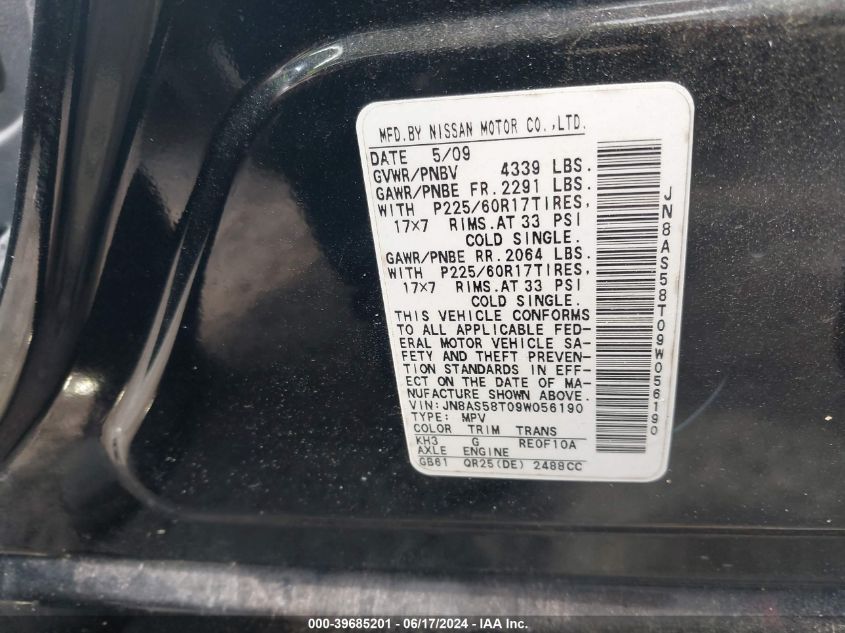 MFD.BY NISSAN MOTOR CO.,LTD.
DATE 5/09
GVWR/PNBV 4339 LBS.
GAWR/PNBE FR.2291 LBS.
WITH P225/60R17TIRES,
17×7 RIMS.AT 33 PSI
COLD SINGLE.
GAWR/PNBE RR.2064 LBS.
WITH P225/60R17TIRES,
17×7 RIMS.AT 33 PSI
COLD SINGLE.
THIS VEHICLE CONFORMS
TO ALL APPLICABLE FED-
ERAL MOTOR VEHICLE SA-
FETY AND THEFT PREVEN-
TION STANDARDS IN EFF-
ECT ON THE DATE OF MA-
NUFACTURE SHOWN ABOVE.
VIN:JN8AS58T09W056190
TYPE: MPV
COLOR TRIM TRANS
KH3 G RE0F10A
AXLE ENGINE
GB61 QR25(DE) 2488CC
JN8AS58T09W056190
000-39685201 - 06/17/2024 - IAA Inc.